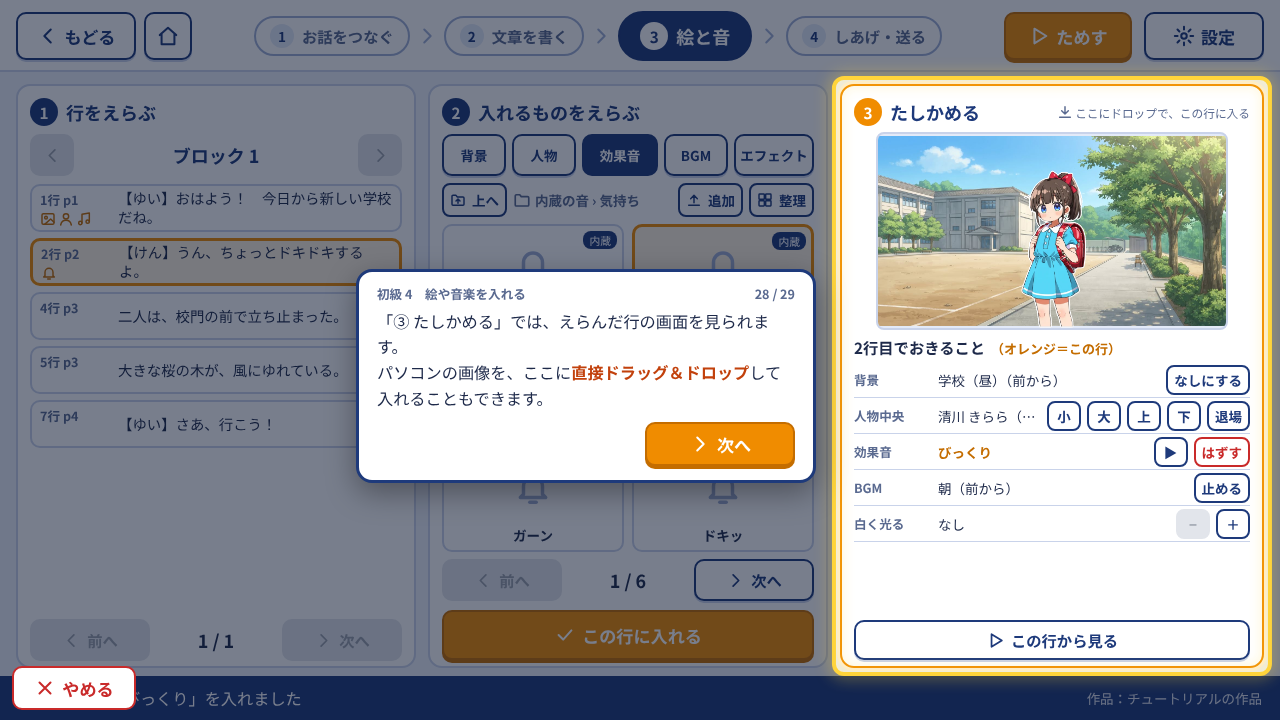 もどる
1 お話をつなぐ
2 文章を書く
3 絵と音
4 しあげ・送る
ためす
設定
1 行をえらぶ
ブロック 1
1行 p1
【ゆい】おはよう！　今日から新しい学校
だね。
2行 p2
【けん】うん、ちょっとドキドキする
よ。
4行 p3
二人は、校門の前で立ち止まった。
5行 p3
大きな桜の木が、風にゆれている。
7行 p4
【ゆい】さあ、行こう！
前へ
1 / 1
次へ
2 入れるものをえらぶ
背景
人物
効果音
BGM
エフェクト
上へ
内蔵の音 › 気持ち
追加
整理
内蔵
内蔵
ガーン
ドキッ
前へ
1 / 6
次へ
この行に入れる
初級 4　絵や音楽を入れる
28 / 29
「③ たしかめる」では、えらんだ行の画面を見られま
す。
パソコンの画像を、ここに直接ドラッグ＆ドロップして
入れることもできます。
次へ
3 たしかめる
ここにドロップで、この行に入る
2行目でおきること （オレンジ＝この行）
背景 学校（昼）（前から） なしにする
人物中央 清川 きらら（… 小 大 上 下 退場
効果音 びっくり ▶ はずす
BGM 朝（前から） 止める
白く光る なし − ＋
この行から見る
やめる
びっくり」を入れました
作品：チュートリアルの作品